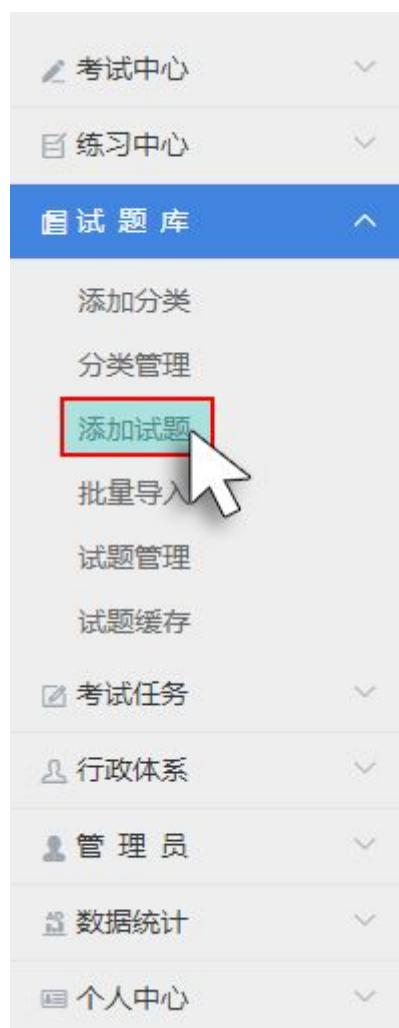 考试中心
练习中心
试 题 库
添加分类
分类管理
添加试题
批量导入
试题管理
试题缓存
考试任务
行政体系
管 理 员
数据统计
个人中心